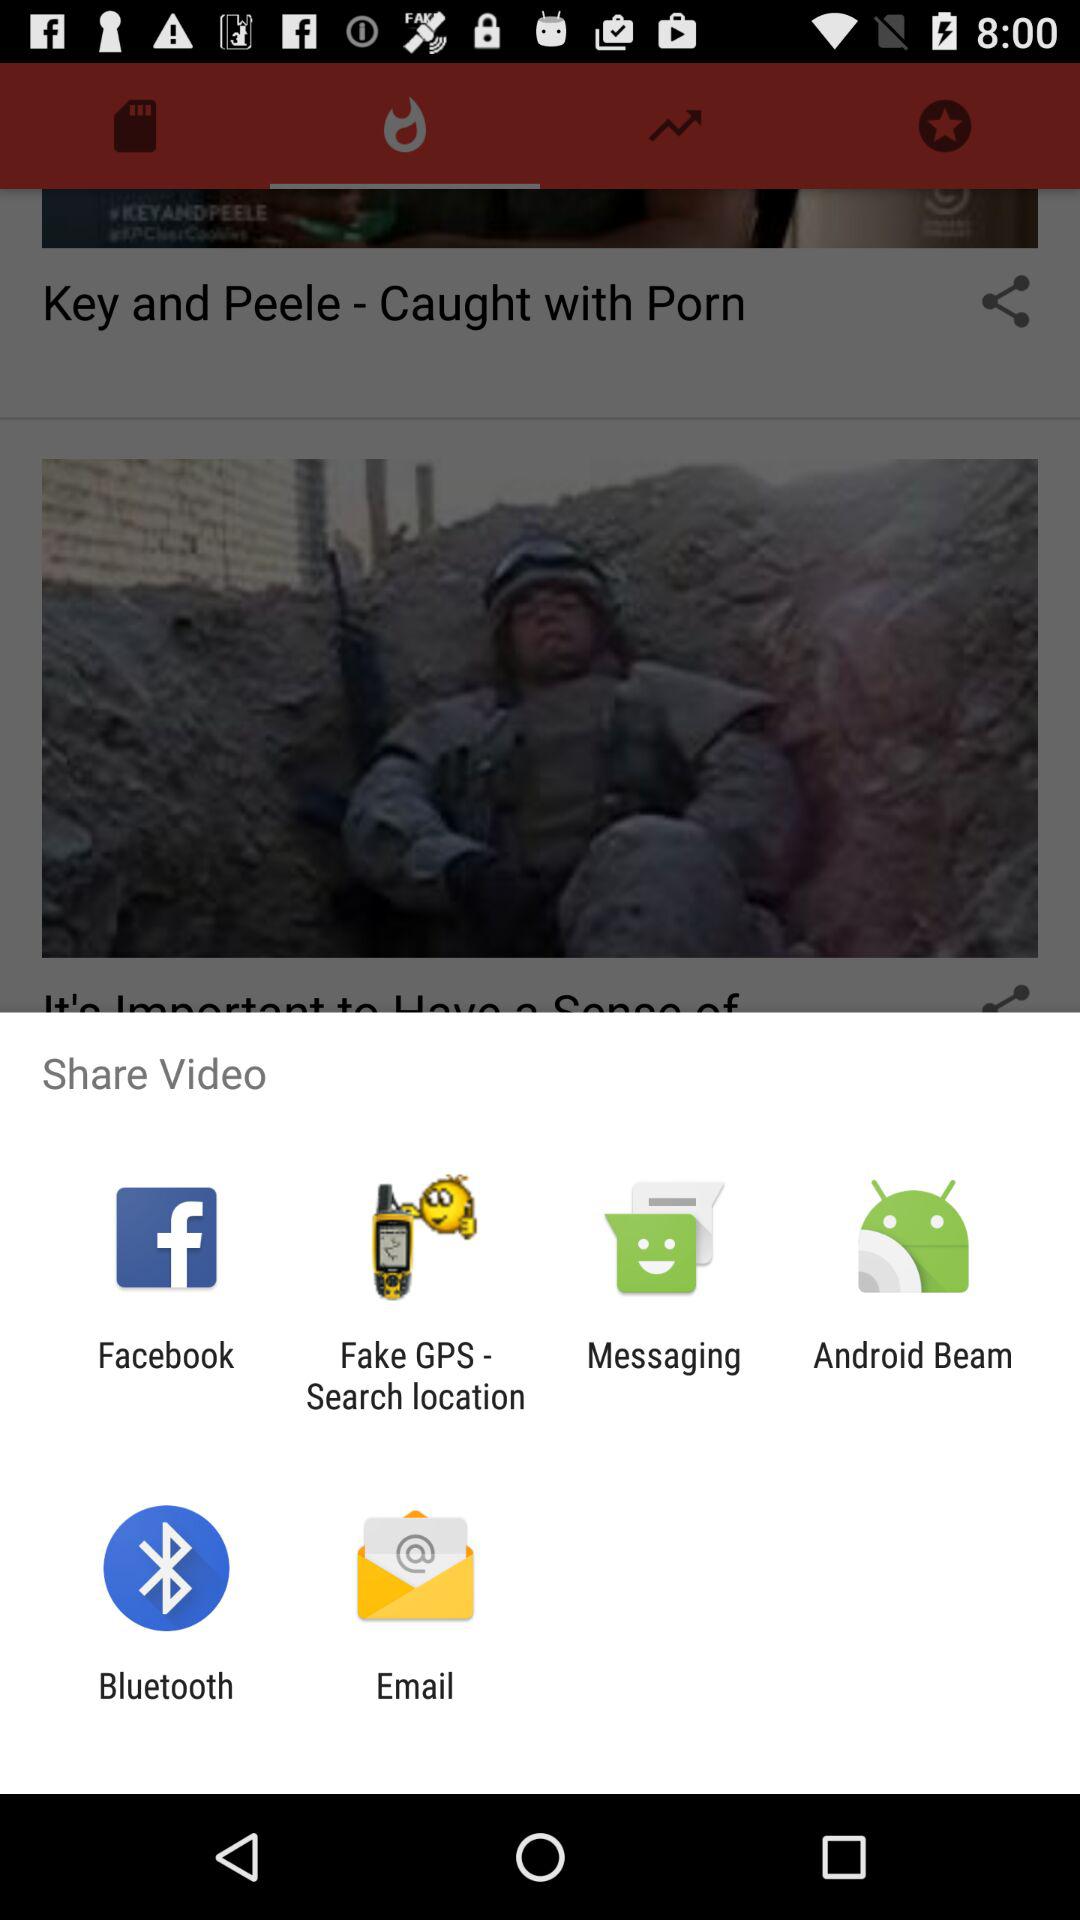 FAKE
8:00
#KEYANDPEELE
Key and Peele - Caught with Porn
It's Important to Have a Sense of
Share Video
Facebook
Fake GPS -
Search location
Messaging
Android Beam
Bluetooth
Email